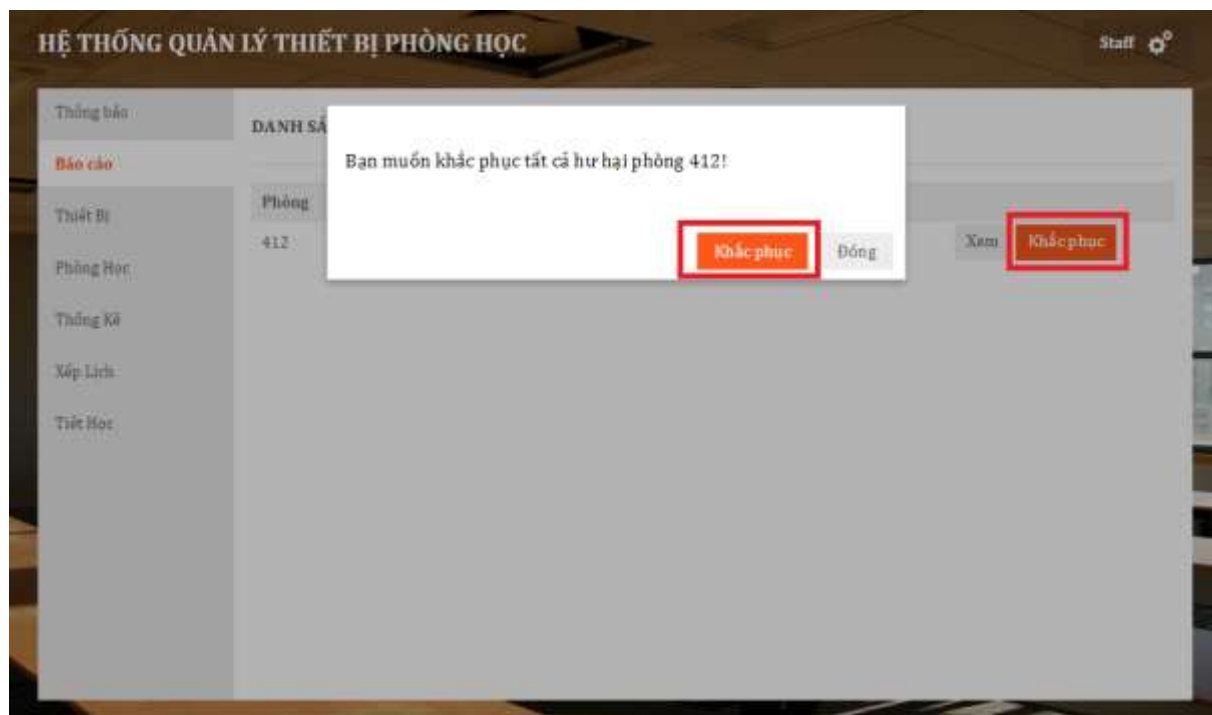 HỆ THỐNG QUẢN LÝ THIẾT BỊ PHÒNG HỌC
Staff
Thông báo
Báo cáo
Thiết Bị
Phòng Học
Thống Kê
Xếp Lịch
Tiết Học
DANH SÁ
Phòng
412
Xem
Khắc phục
Bạn muốn khắc phục tất cả hư hại phòng 412!
Khắc phục
Đóng